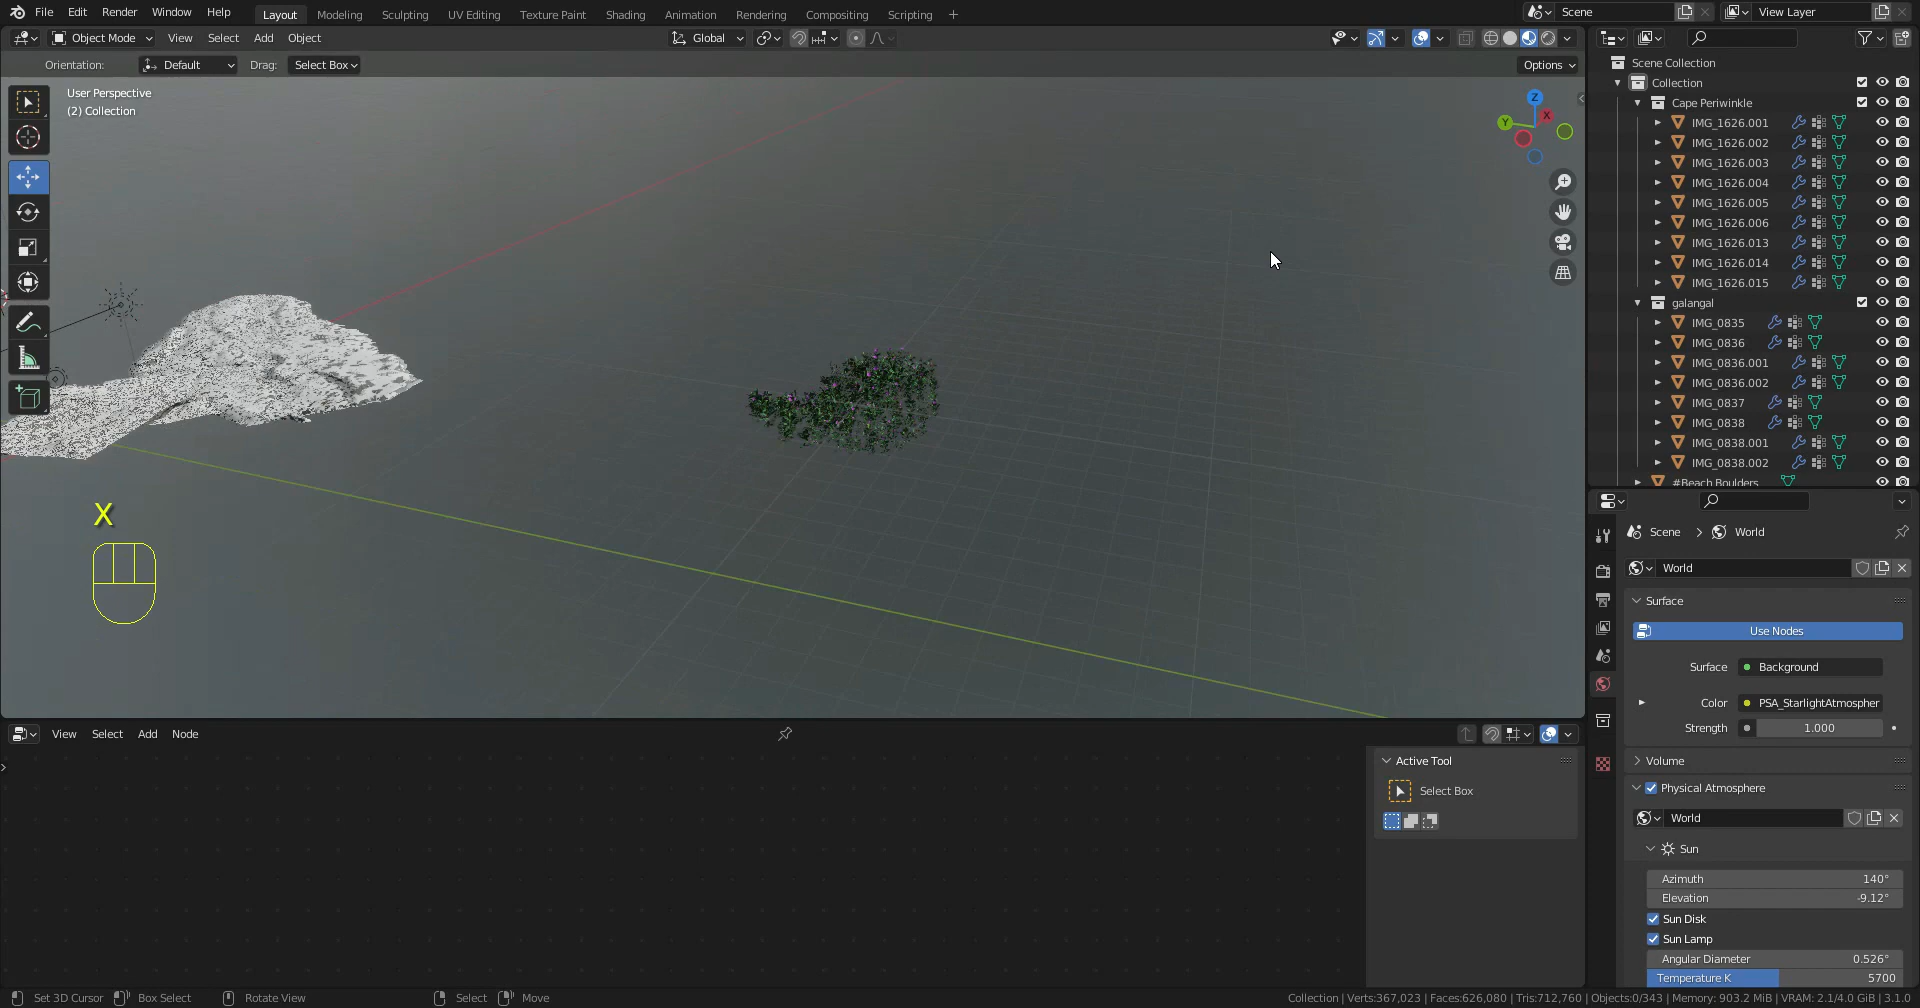 File Edit Render Window Help Layout Modeling Sculpting UV Editing Texture Paint Shading Animation Rendering Compositing Scripting + Scene View Layer
Object Mode View Select Add Object Global
Orientation: Default Drag: Select Box Options
User Perspective
(2) Collection
Z
X
Y
X
Scene Collection
Collection
Cape Periwinkle
IMG_1626.001
IMG_1626.002
IMG_1626.003
IMG_1626.004
IMG_1626.005
IMG_1626.006
IMG_1626.013
IMG_1626.014
IMG_1626.015
galangal
IMG_0835
IMG_0836
IMG_0836.001
IMG_0836.002
IMG_0837
IMG_0838
IMG_0838.001
IMG_0838.002
#Beach Boulders
Scene > World
World
Surface
Use Nodes
Surface Background
Color PSA_StarlightAtmospher
Strength 1.000
Volume
Physical Atmosphere
World
Sun
Azimuth 140°
Elevation -9.12°
Sun Disk
Sun Lamp
Angular Diameter 0.526°
Temperature K 5700
View Select Add Node
Active Tool
Select Box
Set 3D Cursor Box Select Rotate View Select Move Collection | Verts:367,023 | Faces:626,080 | Tris:712,760 | Objects:0/343 | Memory: 903.2 MiB | VRAM: 2.1/4.0 GiB | 3.1.0